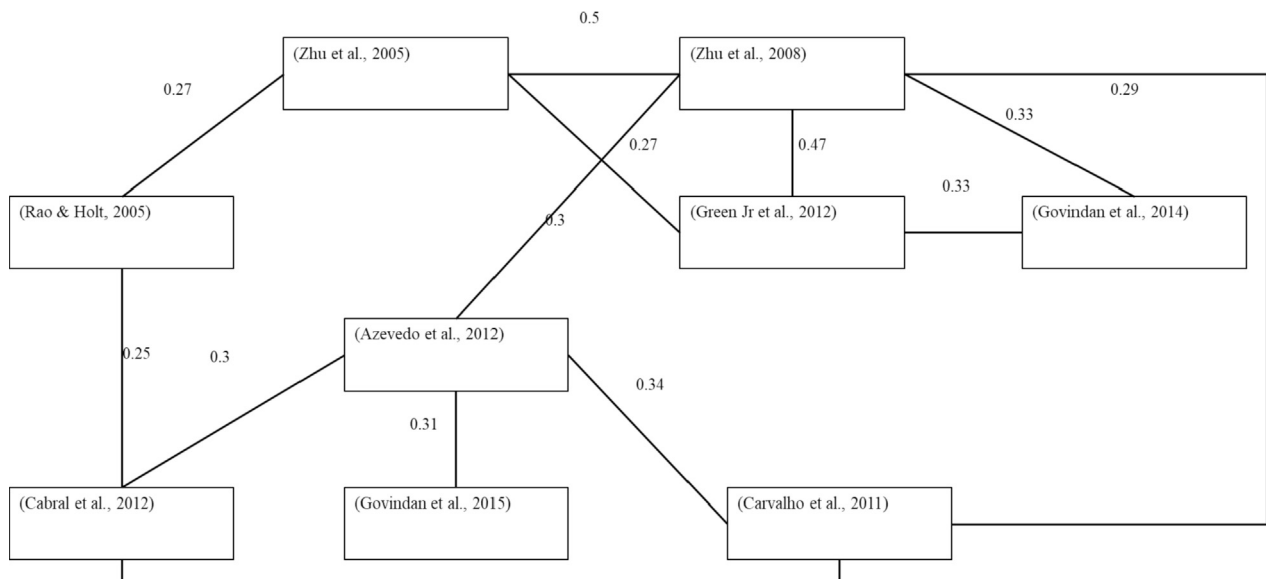 0.5
(Zhu et al., 2005)
(Zhu et al., 2008)
0.27
0.29
0.33
0.27
0.47
0.33
(Rao & Holt, 2005)
(Green Jr et al., 2012)
(Govindan et al., 2014)
0.3
(Azevedo et al., 2012)
0.25
0.3
0.34
0.31
(Cabral et al., 2012)
(Govindan et al., 2015)
(Carvalho et al., 2011)